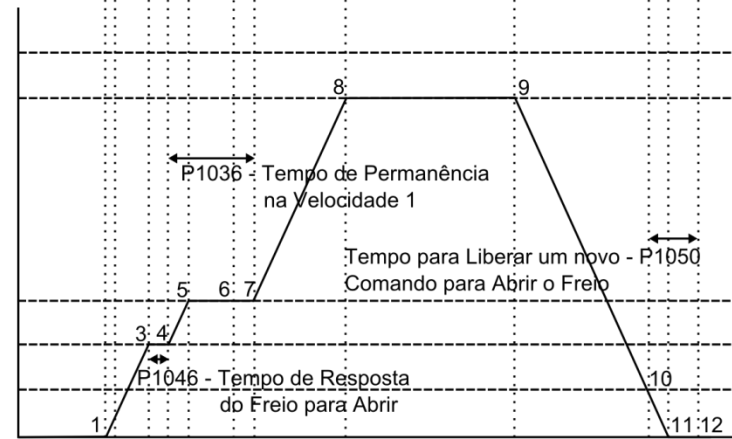 8
9
P1036 - Tempo de Permanência
na Velocidade 1
Tempo para Liberar um novo - P1050
Comando para Abrir o Freio
5
6
7
3
4
P1046 - Tempo de Resposta
do Freio para Abrir
10
1
11
12